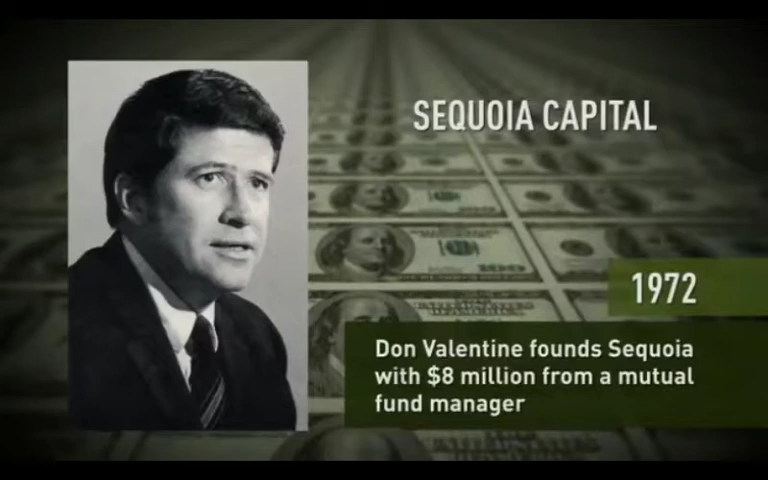 SEQUOIA CAPITAL
1972
Don Valentine founds Sequoia
with $8 million from a mutual
fund manager